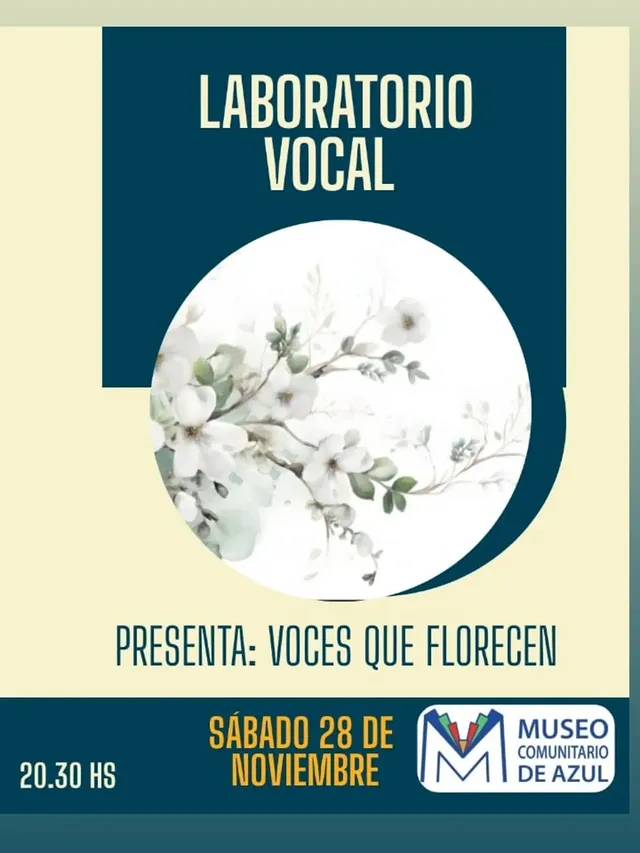 LABORATORIO
VOCAL
PRESENTA: VOCES QUE FLORECEN
SÁBADO 28 DE
NOVIEMBRE
20.30 HS
MUSEO
COMUNITARIO
DE AZUL